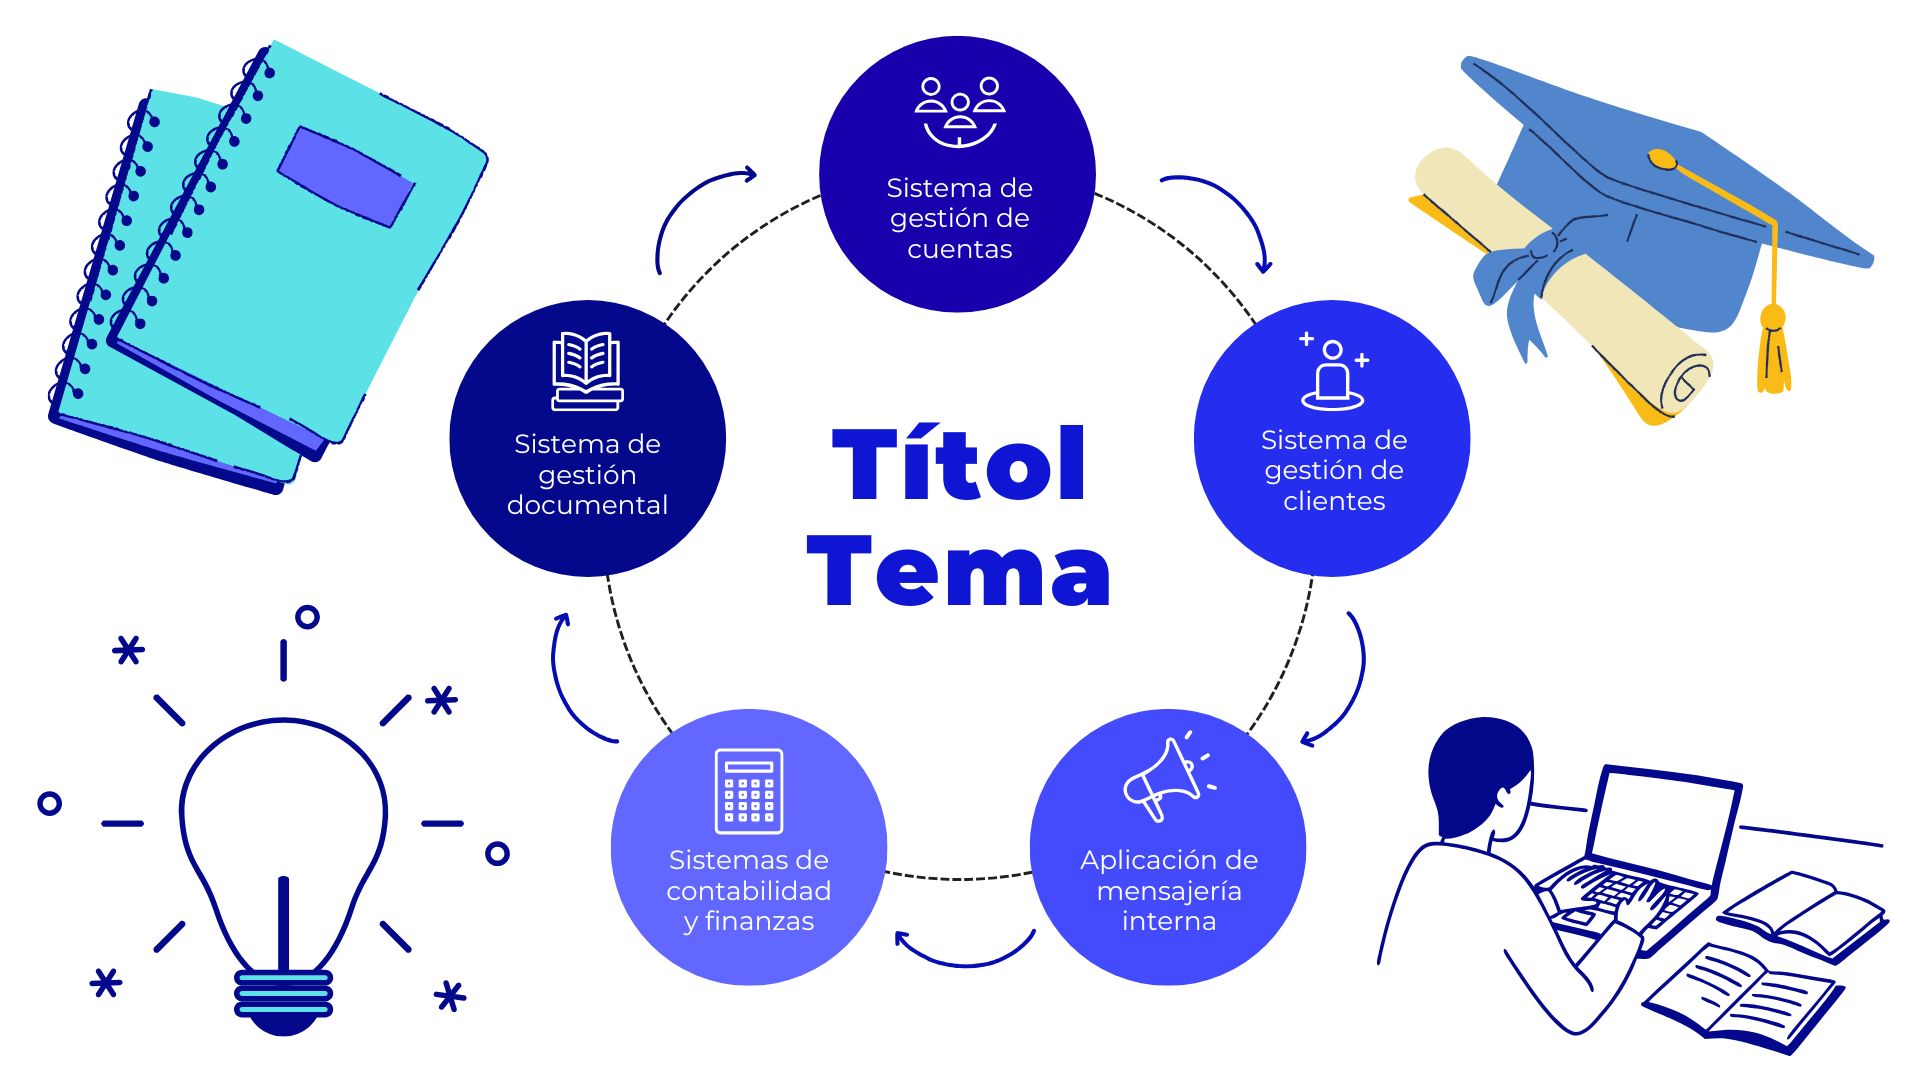 Sistema de
gestión de
cuentas
Sistema de
gestión
documental
Sistema de
gestión de
clientes
Títol
Tema
Sistemas de
contabilidad
y finanzas
Aplicación de
mensajería
interna